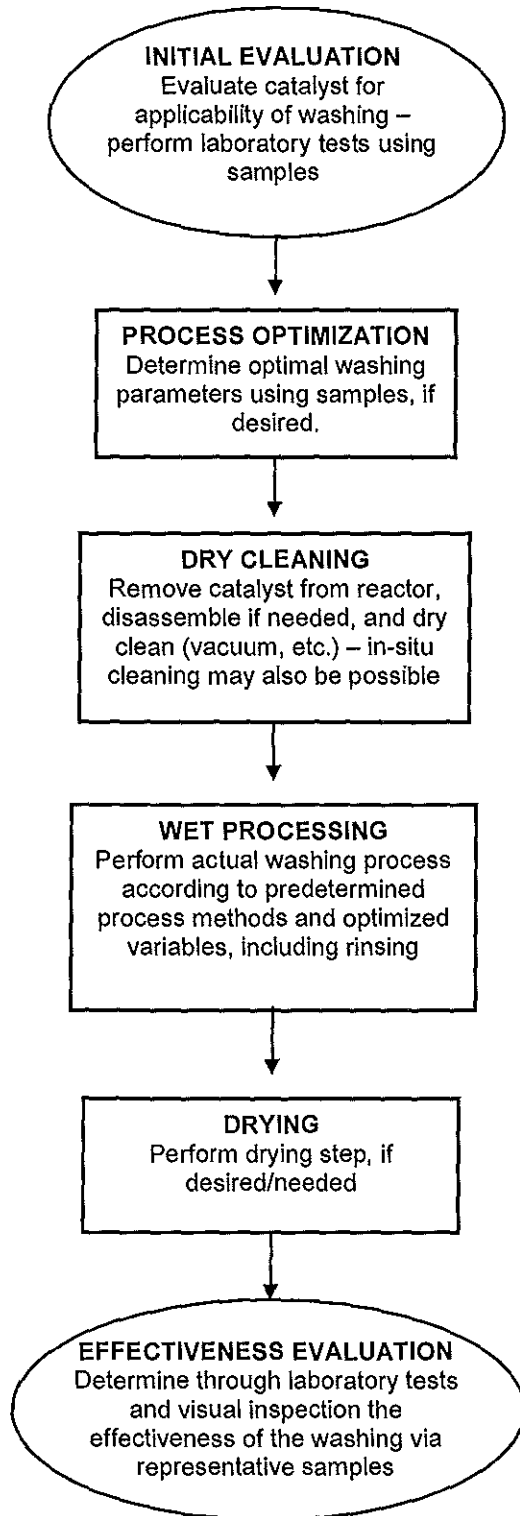 INITIAL EVALUATION
Evaluate catalyst for
applicability of washing –
perform laboratory tests using
samples
PROCESS OPTIMIZATION
Determine optimal washing
parameters using samples, if
desired.
DRY CLEANING
Remove catalyst from reactor,
disassemble if needed, and dry
clean (vacuum, etc.) – in-situ
cleaning may also be possible
WET PROCESSING
Perform actual washing process
according to predetermined
process methods and optimized
variables, including rinsing
DRYING
Perform drying step, if
desired/needed
EFFECTIVENESS EVALUATION
Determine through laboratory tests
and visual inspection the
effectiveness of the washing via
representative samples